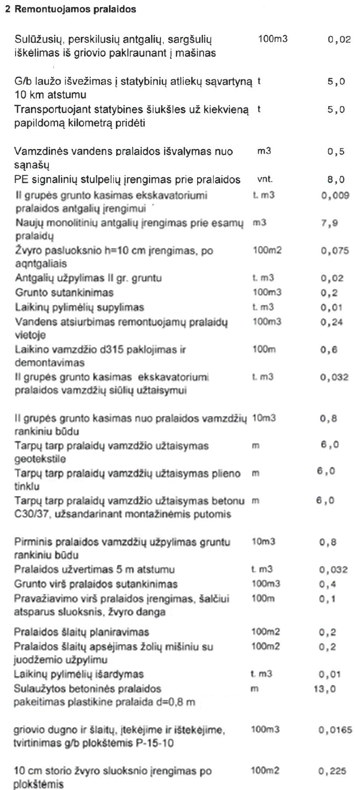 2 Remontuojamos pralaidos
Sulūžusių, perskilusių antgalių, sargšulių 100m3 0,02
iškėlimas iš griovio paklraunant į mašinas
G/b laužo išvežimas į statybinių atliekų sąvartyną t 5,0
10 km atstumu
Transportuojant statybines šiukšles už kiekvieną t 5,0
papildomą kilometrą pridėti
Vamzdinės vandens pralaidos išvalymas nuo m3 0,5
sąnašų
PE signalinių stulpelių įrengimas prie pralaidos vnt. 8,0
II grupės grunto kasimas ekskavatoriumi t. m3 0,009
pralaidos antgalių įrengimui
Naujų monolitinių antgalių įrengimas prie esamų m3 7,9
pralaidų
Žvyro pasluoksnio h=10 cm įrengimas, po 100m2 0,075
aqntgaliais
Antgalių užpylimas II gr. gruntu t. m3 0,02
Grunto sutankinimas 100m3 0,2
Laikinų pylimėlių supylimas t. m3 0,01
Vandens atsiurbimas remontuojamų pralaidų 100m3 0,24
vietoje
Laikino vamzdžio d315 paklojimas ir 100m 0,6
demontavimas
II grupės grunto kasimas ekskavatoriumi t. m3 0,032
pralaidos vamzdžių siūlių užtaisymui
II grupės grunto kasimas nuo pralaidos vamzdžių 10m3 0,8
rankiniu būdu
Tarpų tarp pralaidų vamzdžio užtaisymas m 6,0
geotekstile
Tarpų tarp pralaidų vamzdžio užtaisymas plieno m 6,0
tinklu
Tarpų tarp pralaidų vamzdžio užtaisymas betonu m 6,0
C30/37, užsandarinant montažinėmis putomis
Pirminis pralaidos vamzdžių užpylimas gruntu 10m3 0,8
rankiniu būdu
Pralaidos užvertimas 5 m atstumu t. m3 0,032
Grunto virš pralaidos sutankinimas 100m3 0,4
Pravažiavimo virš pralaidos įrengimas, šalčiui 100m 0,1
atsparus sluoksnis, žvyro danga
Pralaidos šlaitų planiravimas 100m2 0,2
Pralaidos šlaitų apsėjimas žolių mišiniu su 100m2 0,2
juodžemio užpylimu
Laikinų pylimėlių išardymas t. m3 0,01
Sulaužytos betoninės pralaidos m 13,0
pakeitimas plastikine pralaida d=0,8 m
griovio dugno ir šlaitų, įtekėjime ir ištekėjime, 100m3 0,0165
tvirtinimas g/b plokštėmis P-15-10
10 cm storio žvyro sluoksnio įrengimas po 100m2 0,225
plokštėmis